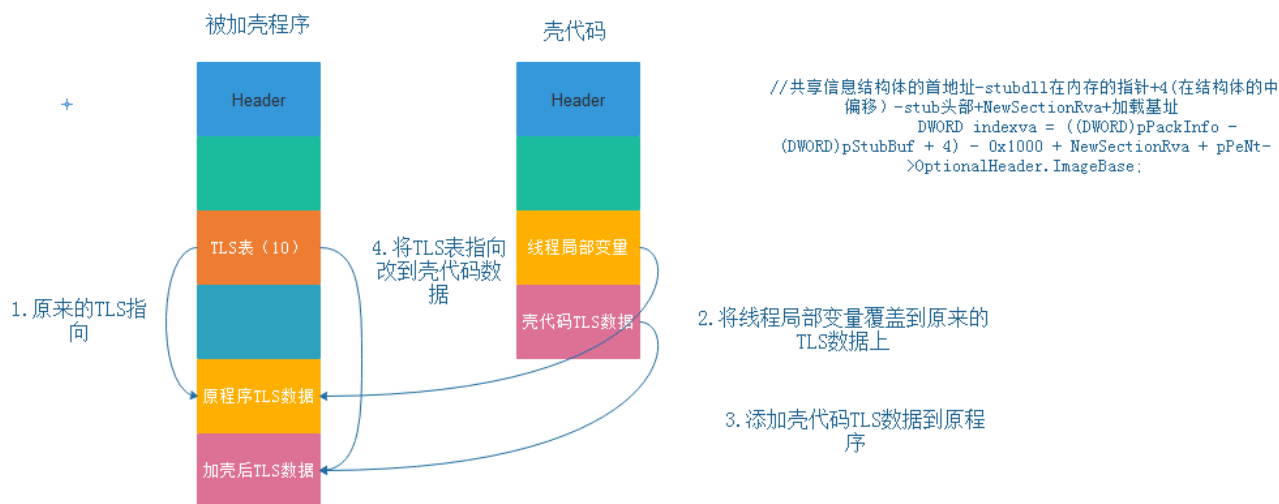 被加壳程序
壳代码
Header
Header
//共享信息结构体的首地址-stubdll在内存的指针+4(在结构体的中
偏移）-stub头部+NewSectionRva+加载基址
DWORD indexva = ((DWORD)pPackInfo -
(DWORD)pStubBuf + 4) - 0x1000 + NewSectionRva + pPeNt-
>OptionalHeader.ImageBase;
TLS表（10）
4.将TLS表指向
改到壳代码数
据
线程局部变量
1.原来的TLS指
向
壳代码TLS数据
2.将线程局部变量覆盖到原来的
TLS数据上
原程序TLS数据
3.添加壳代码TLS数据到原程
序
加壳后TLS数据